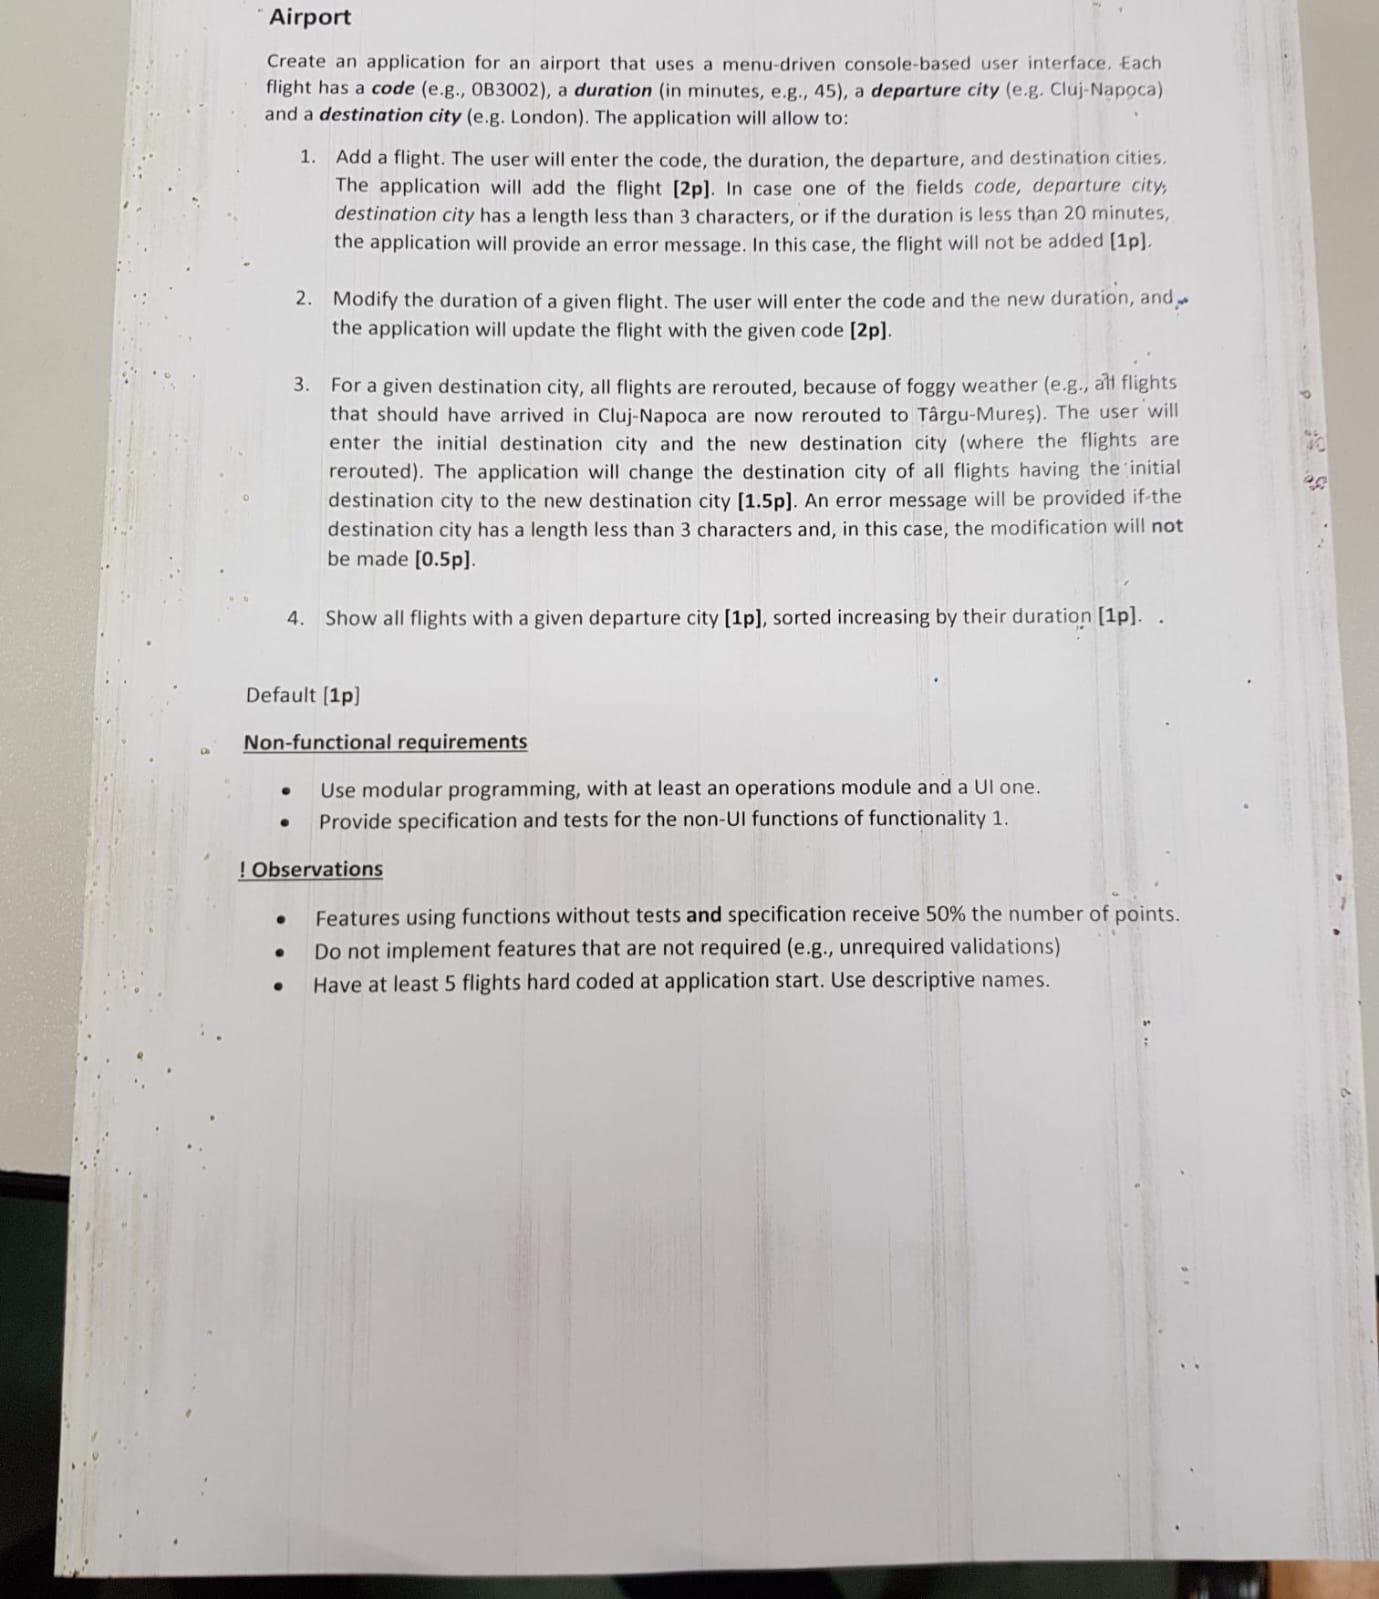 Airport
Create an application for an airport that uses a menu-driven console-based user interface. Each
flight has a code (e.g., OB3002), a duration (in minutes, e.g., 45), a departure city (e.g. Cluj-Napoca)
and a destination city (e.g. London). The application will allow to:
1. Add a flight. The user will enter the code, the duration, the departure, and destination cities.
The application will add the flight [2p]. In case one of the fields code, departure city,
destination city has a length less than 3 characters, or if the duration is less than 20 minutes,
the application will provide an error message. In this case, the flight will not be added [1p].
2. Modify the duration of a given flight. The user will enter the code and the new duration, and
the application will update the flight with the given code [2p].
3. For a given destination city, all flights are rerouted, because of foggy weather (e.g., all flights
that should have arrived in Cluj-Napoca are now rerouted to Târgu-Mureș). The user will
enter the initial destination city and the new destination city (where the flights are
rerouted). The application will change the destination city of all flights having the initial
destination city to the new destination city [1.5p]. An error message will be provided if the
destination city has a length less than 3 characters and, in this case, the modification will not
be made [0.5p].
4. Show all flights with a given departure city [1p], sorted increasing by their duration [1p].
Default [1p]
Non-functional requirements
• Use modular programming, with at least an operations module and a UI one.
• Provide specification and tests for the non-UI functions of functionality 1.
! Observations
• Features using functions without tests and specification receive 50% the number of points.
• Do not implement features that are not required (e.g., unrequired validations)
• Have at least 5 flights hard coded at application start. Use descriptive names.